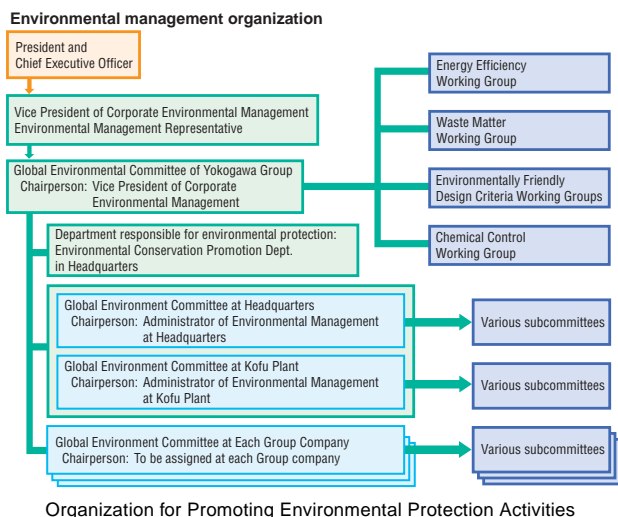 Environmental management organization
President and
Chief Executive Officer
Vice President of Corporate Environmental Management
Environmental Management Representative
Global Environmental Committee of Yokogawa Group
Chairperson: Vice President of Corporate
Environmental Management
Energy Efficiency
Working Group
Waste Matter
Working Group
Environmentally Friendly
Design Criteria Working Groups
Chemical Control
Working Group
Department responsible for environmental protection:
Environmental Conservation Promotion Dept.
in Headquarters
Global Environment Committee at Headquarters
Chairperson: Administrator of Environmental Management
at Headquarters
Various subcommittees
Global Environment Committee at Kofu Plant
Chairperson: Administrator of Environmental Management
at Kofu Plant
Various subcommittees
Global Environment Committee at Each Group Company
Chairperson: To be assigned at each Group company
Various subcommittees
Organization for Promoting Environmental Protection Activities